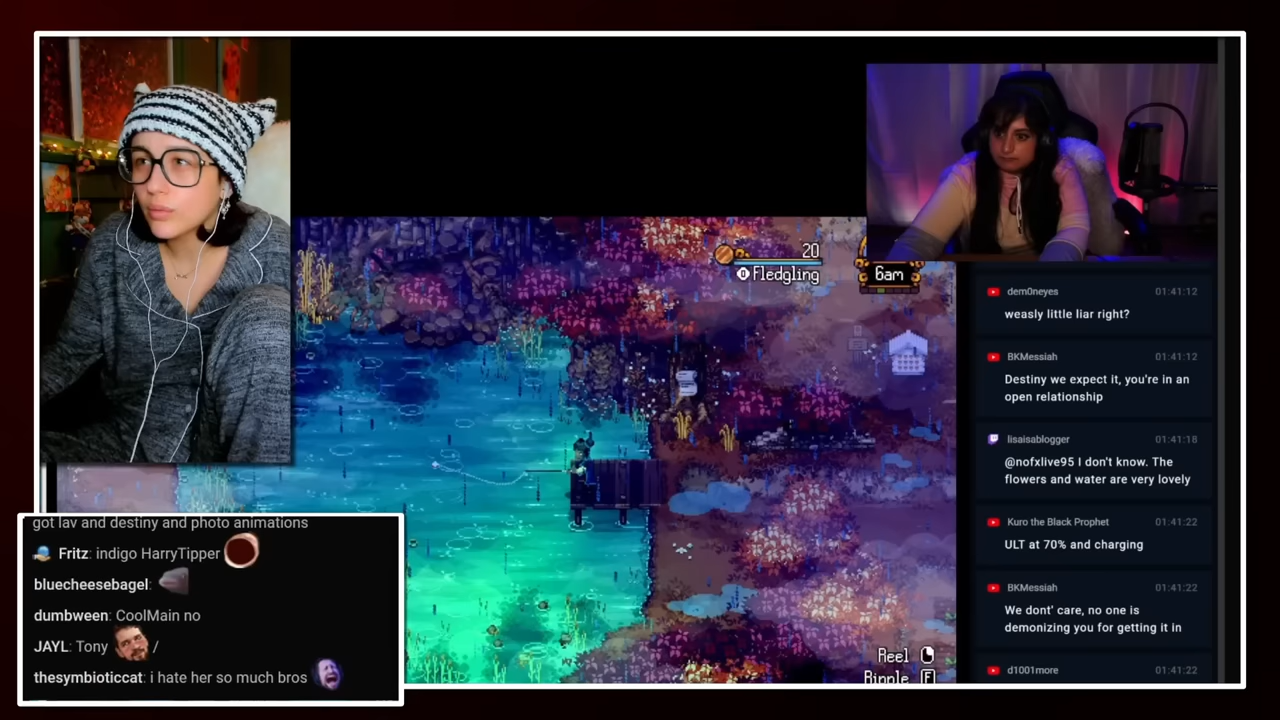 20
Fledgling
6am
Reel
Ripple [F]
dem0neyes 01:41:12
weasly little liar right?
BKMessiah 01:41:12
Destiny we expect it, you're in an
open relationship
lisaisablogger 01:41:18
@nofxlive95 I don't know. The
flowers and water are very lovely
Kuro the Black Prophet 01:41:22
ULT at 70% and charging
BKMessiah 01:41:22
We dont' care, no one is
demonizing you for getting it in
d1001more 01:41:22
got lav and destiny and photo animations
Fritz: indigo HarryTipper
bluecheesebagel:
dumbween: CoolMain no
JAYL: Tony /
thesymbioticcat: i hate her so much bros